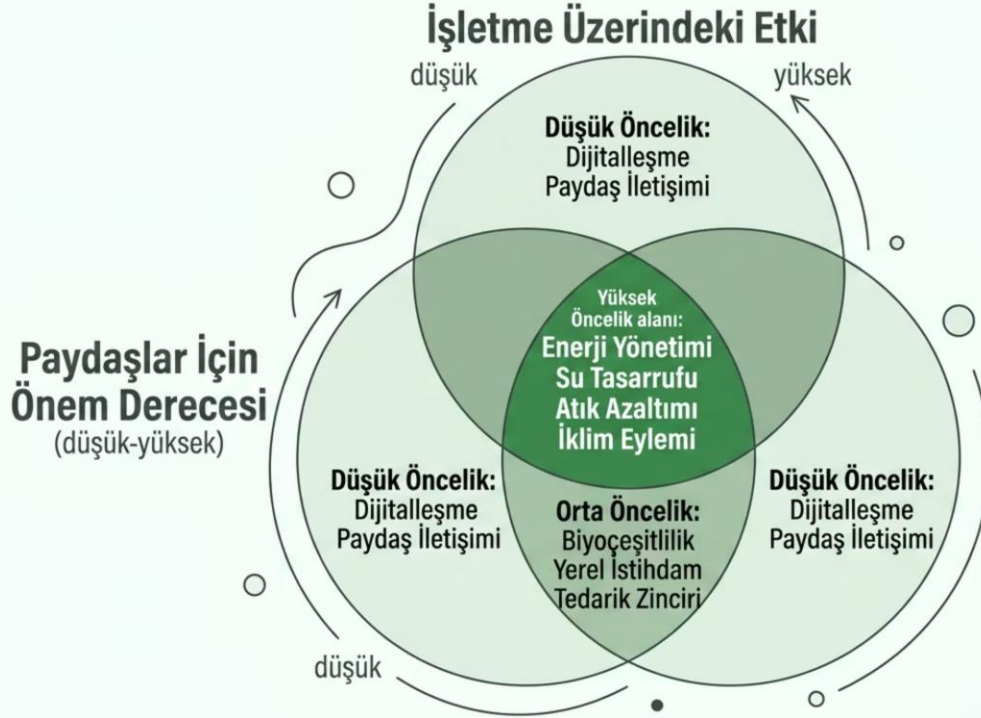 İşletme Üzerindeki Etki
düşük
yüksek
Düşük Öncelik:
Dijitalleşme
Paydaş İletişimi
Yüksek
Öncelik alanı:
Enerji Yönetimi
Su Tasarrufu
Atık Azaltımı
İklim Eylemi
Paydaşlar İçin
Önem Derecesi
(düşük-yüksek)
Düşük Öncelik:
Dijitalleşme
Paydaş İletişimi
Orta Öncelik:
Biyoçeşitlilik
Yerel İstihdam
Tedarik Zinciri
Düşük Öncelik:
Dijitalleşme
Paydaş İletişimi
düşük